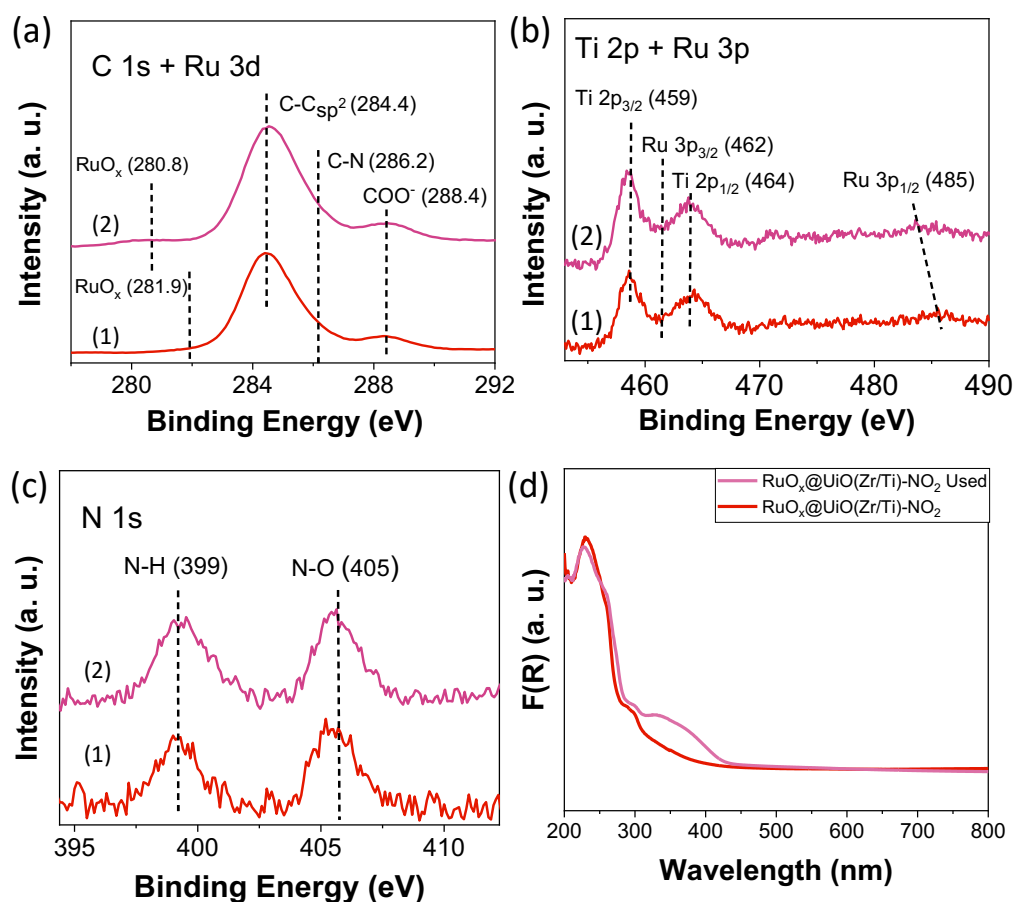 (a)
C 1s + Ru 3d
C-C_sp² (284.4)
RuOₓ (280.8)
C-N (286.2)
COO⁻ (288.4)
(2)
RuOₓ (281.9)
(1)
Intensity (a. u.)
280 284 288 292
Binding Energy (eV)
(b)
Ti 2p + Ru 3p
Ti 2p₃/₂ (459)
Ru 3p₃/₂ (462)
Ti 2p₁/₂ (464)
Ru 3p₁/₂ (485)
(2)
(1)
Intensity (a. u.)
460 470 480 490
Binding Energy (eV)
(c)
N 1s
N-H (399)
N-O (405)
(2)
(1)
Intensity (a. u.)
395 400 405 410
Binding Energy (eV)
(d)
RuOₓ@UiO(Zr/Ti)-NO₂ Used
RuOₓ@UiO(Zr/Ti)-NO₂
F(R) (a. u.)
200 300 400 500 600 700 800
Wavelength (nm)